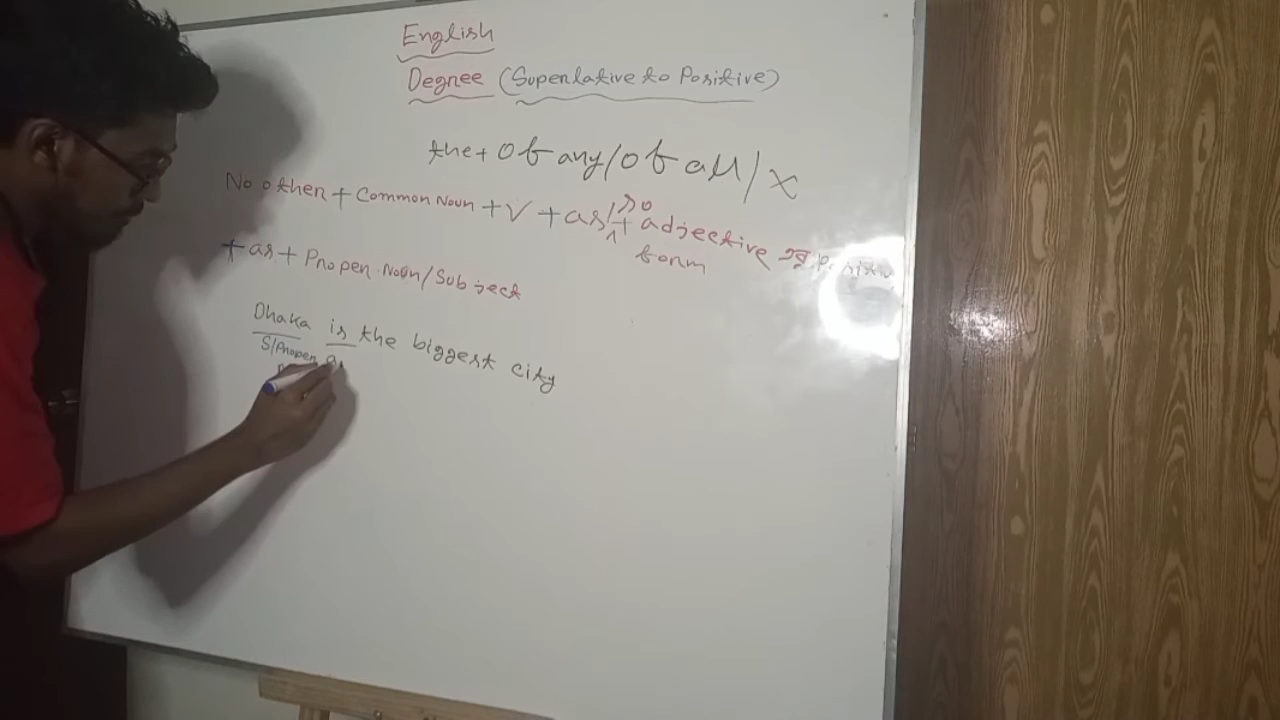 English
Degree (Superlative to Positive)
the + of any/of all/ x
No other + Common Noun + V + as/so + adjective এর
form
+ as + Proper Noun/Subject
Dhaka is the biggest city
S/Proper